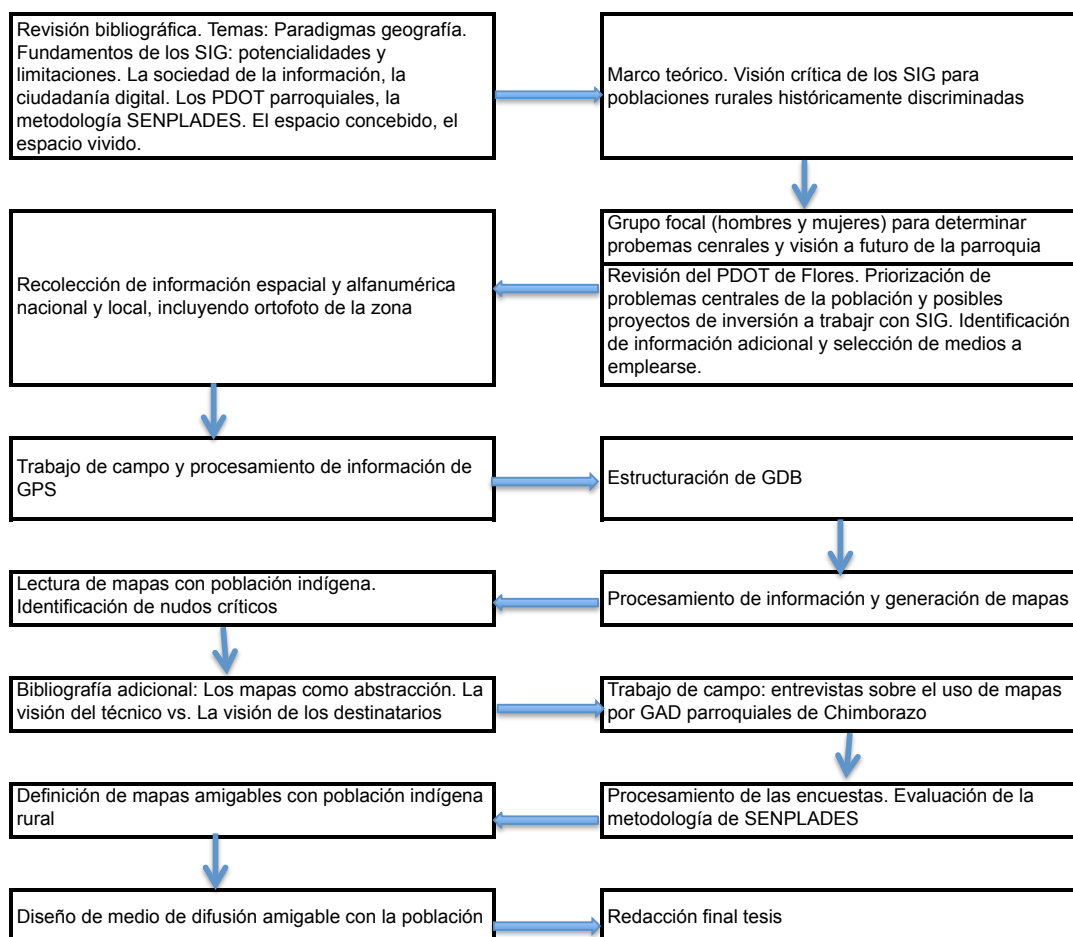 Revisión bibliográfica. Temas: Paradigmas geografía.
Fundamentos de los SIG: potencialidades y
limitaciones. La sociedad de la información, la
ciudadanía digital. Los PDOT parroquiales, la
metodología SENPLADES. El espacio concebido, el
espacio vivido.
Marco teórico. Visión crítica de los SIG para
poblaciones rurales históricamente discriminadas
Grupo focal (hombres y mujeres) para determinar
probemas cenrales y visión a futuro de la parroquia
Revisión del PDOT de Flores. Priorización de
problemas centrales de la población y posibles
proyectos de inversión a trabajr con SIG. Identificación
de información adicional y selección de medios a
emplearse.
Recolección de información espacial y alfanumérica
nacional y local, incluyendo ortofoto de la zona
Trabajo de campo y procesamiento de información de
GPS
Estructuración de GDB
Procesamiento de información y generación de mapas
Lectura de mapas con población indígena.
Identificación de nudos críticos
Bibliografía adicional: Los mapas como abstracción. La
visión del técnico vs. La visión de los destinatarios
Trabajo de campo: entrevistas sobre el uso de mapas
por GAD parroquiales de Chimborazo
Procesamiento de las encuestas. Evaluación de la
metodología de SENPLADES
Definición de mapas amigables con población indígena
rural
Diseño de medio de difusión amigable con la población
Redacción final tesis